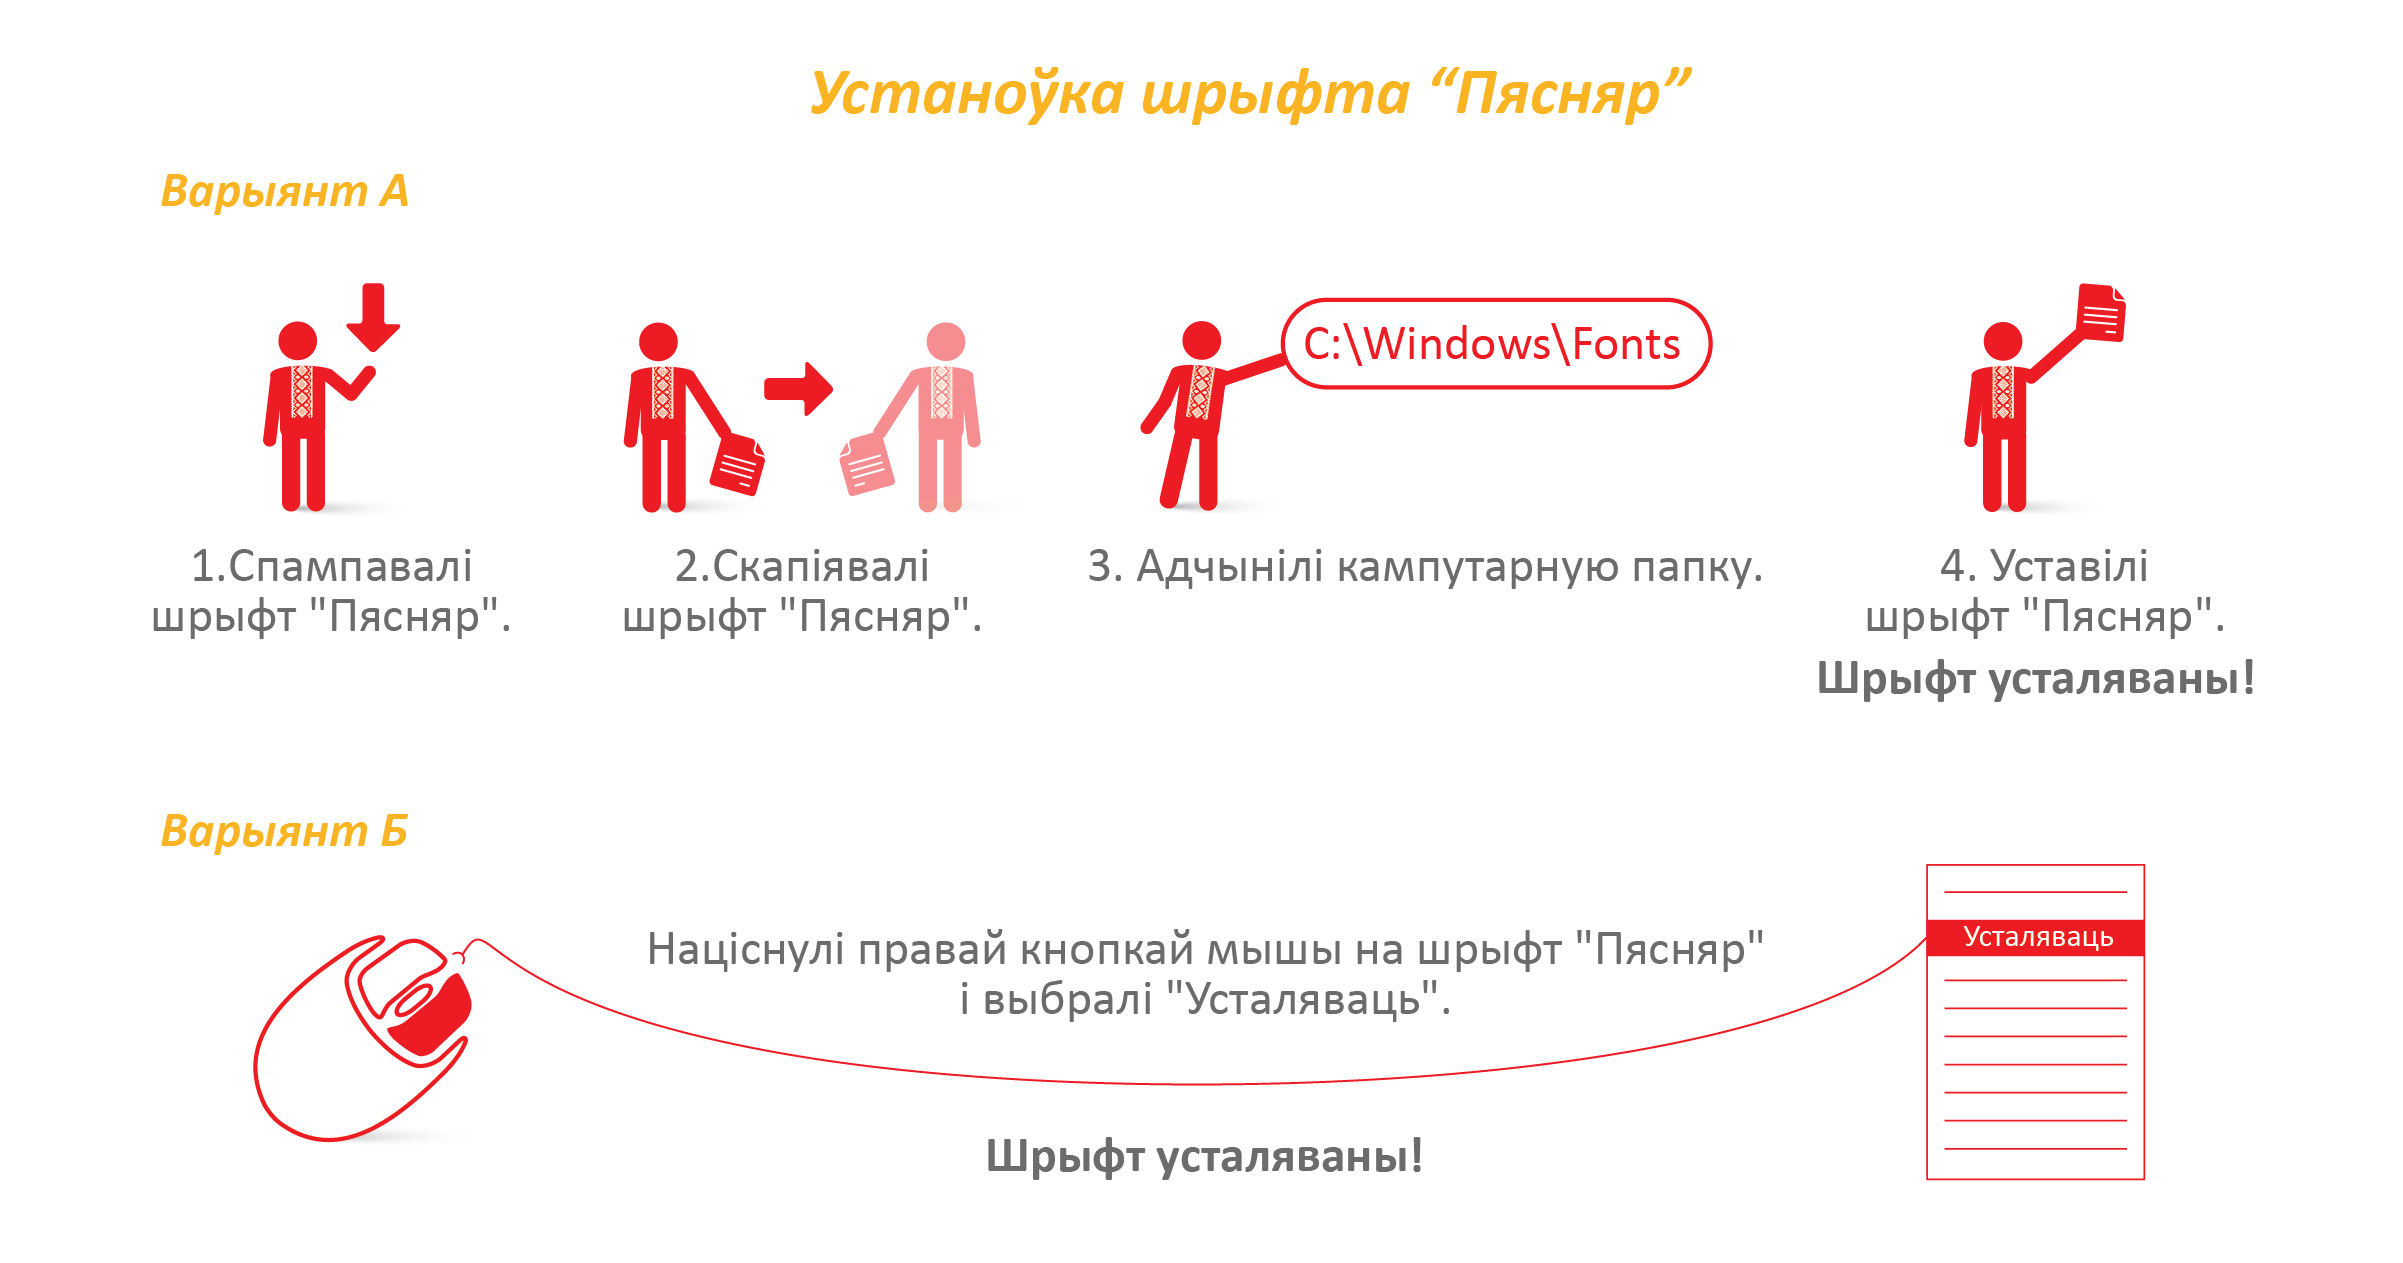 Устаноўка шрыфта “Пясняр”
Варыянт А
C:\Windows\Fonts
1.Спампавалі
шрыфт "Пясняр".
2.Скапіявалі
шрыфт "Пясняр".
3. Адчынілі кампутарную папку.
4. Уставілі
шрыфт "Пясняр".
Шрыфт усталяваны!
Варыянт Б
Націснулі правай кнопкай мышы на шрыфт "Пясняр"
і выбралі "Усталяваць".
Усталяваць
Шрыфт усталяваны!